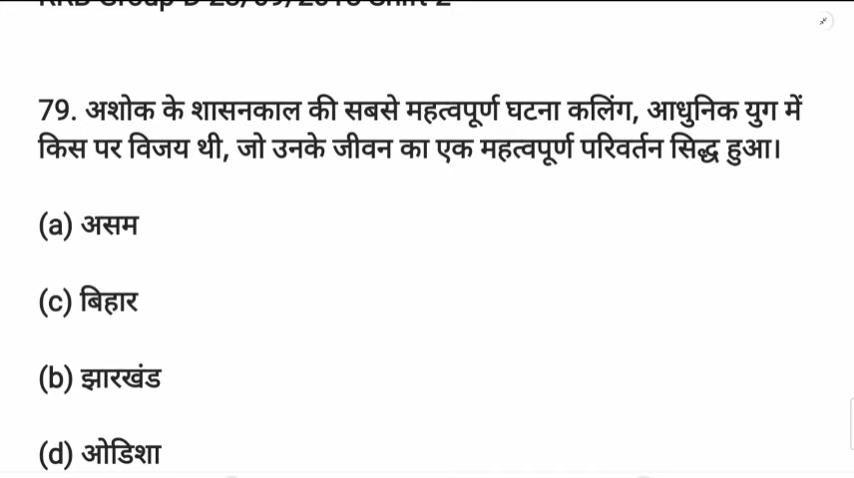 79. अशोक के शासनकाल की सबसे महत्वपूर्ण घटना कलिंग, आधुनिक युग में
किस पर विजय थी, जो उनके जीवन का एक महत्वपूर्ण परिवर्तन सिद्ध हुआ।
(a) असम
(c) बिहार
(b) झारखंड
(d) ओडिशा